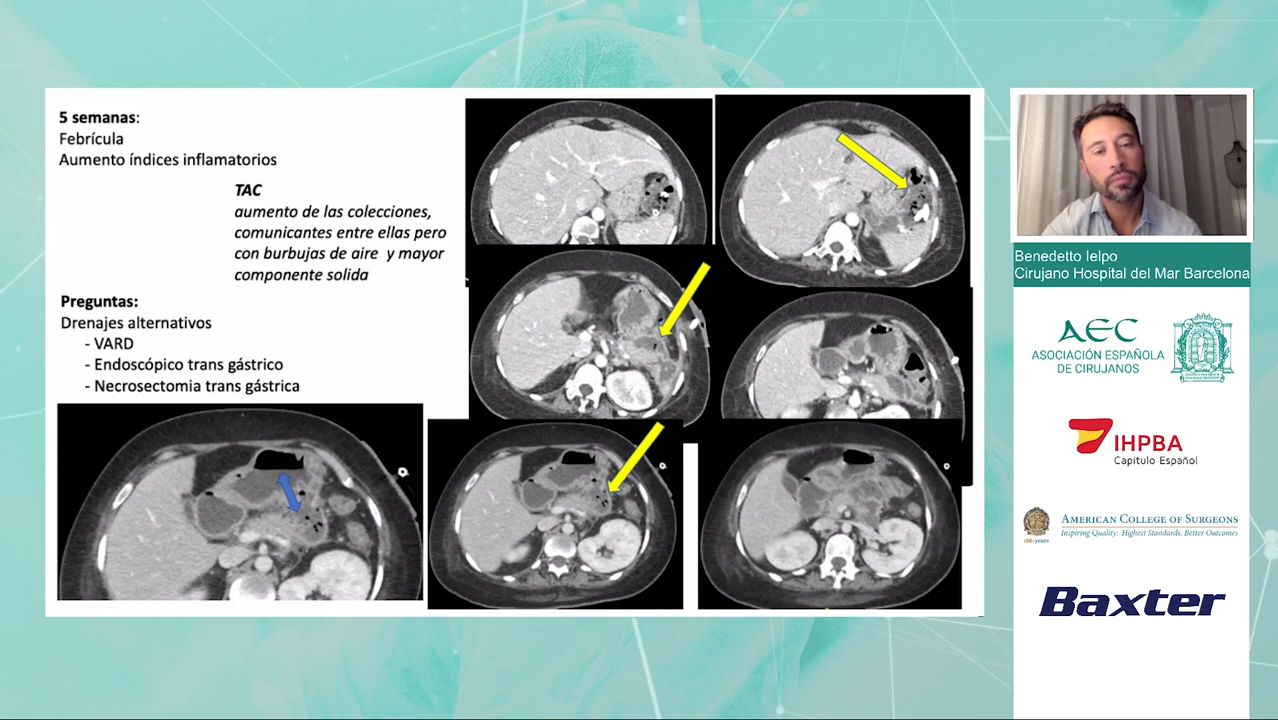 5 semanas:
Febrícula
Aumento índices inflamatorios
TAC
aumento de las colecciones,
comunicantes entre ellas pero
con burbujas de aire y mayor
componente solida
Preguntas:
Drenajes alternativos
- VARD
- Endoscópico trans gástrico
- Necrosectomia trans gástrica
Benedetto Ielpo
Cirujano Hospital del Mar Barcelona
AEC
ASOCIACIÓN ESPAÑOLA
DE CIRUJANOS
IHPBA
Capítulo Español
AMERICAN COLLEGE OF SURGEONS
Inspiring Quality: Highest Standards, Better Outcomes
100+years
Baxter